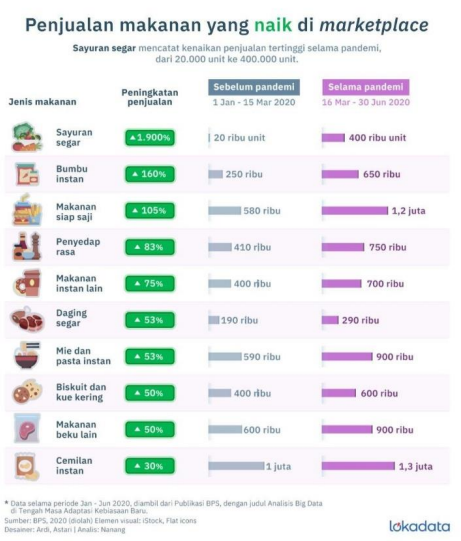 Penjualan makanan yang naik di marketplace
Sayuran segar mencatat kenaikan penjualan tertinggi selama pandemi,
dari 20.000 unit ke 400.000 unit.
Jenis makanan
Peningkatan
penjualan
Sebelum pandemi
1 Jan - 15 Mar 2020
Selama pandemi
16 Mar - 30 Jun 2020
Sayuran
segar
▲1.900%
20 ribu unit
400 ribu unit
Bumbu
instan
▲ 160%
250 ribu
650 ribu
Makanan
siap saji
▲ 105%
580 ribu
1,2 juta
Penyedap
rasa
▲ 83%
410 ribu
750 ribu
Makanan
instan lain
▲ 75%
400 ribu
700 ribu
Daging
segar
▲ 53%
190 ribu
290 ribu
Mie dan
pasta instan
▲ 53%
590 ribu
900 ribu
Biskuit dan
kue kering
▲ 50%
400 ribu
600 ribu
Makanan
beku lain
▲ 50%
600 ribu
900 ribu
Cemilan
instan
▲ 30%
1 juta
1,3 juta
* Data selama periode Jan - Jun 2020, diambil dari Publikasi BPS, dengan judul Analisis Big Data
di Tengah Masa Adaptasi Kebiasaan Baru.
Sumber: BPS, 2020 (diolah) Elemen visual: iStock, Flat icons
Desainer: Ardi, Astari | Analis: Nanang
lokadata